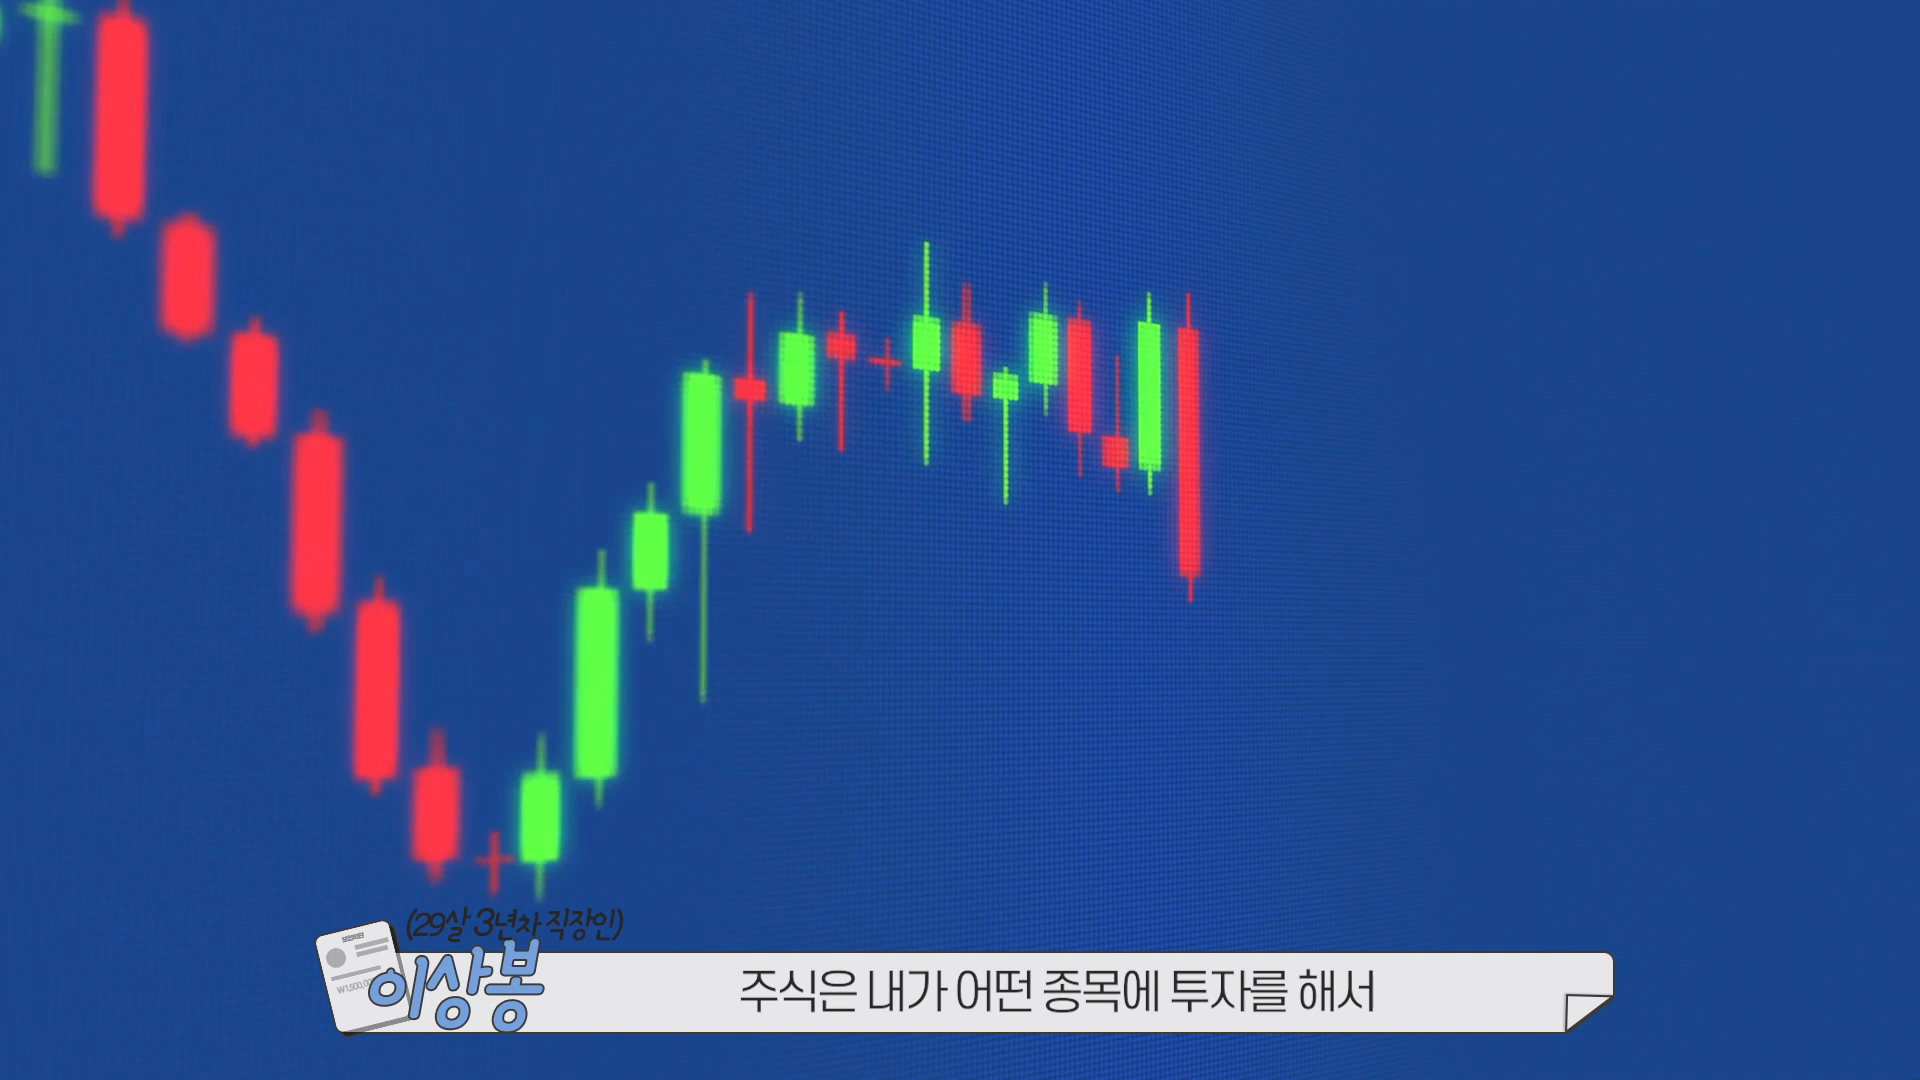 (29살 3년차 직장인)
이상봉
주식은 내가 어떤 종목에 투자를 해서